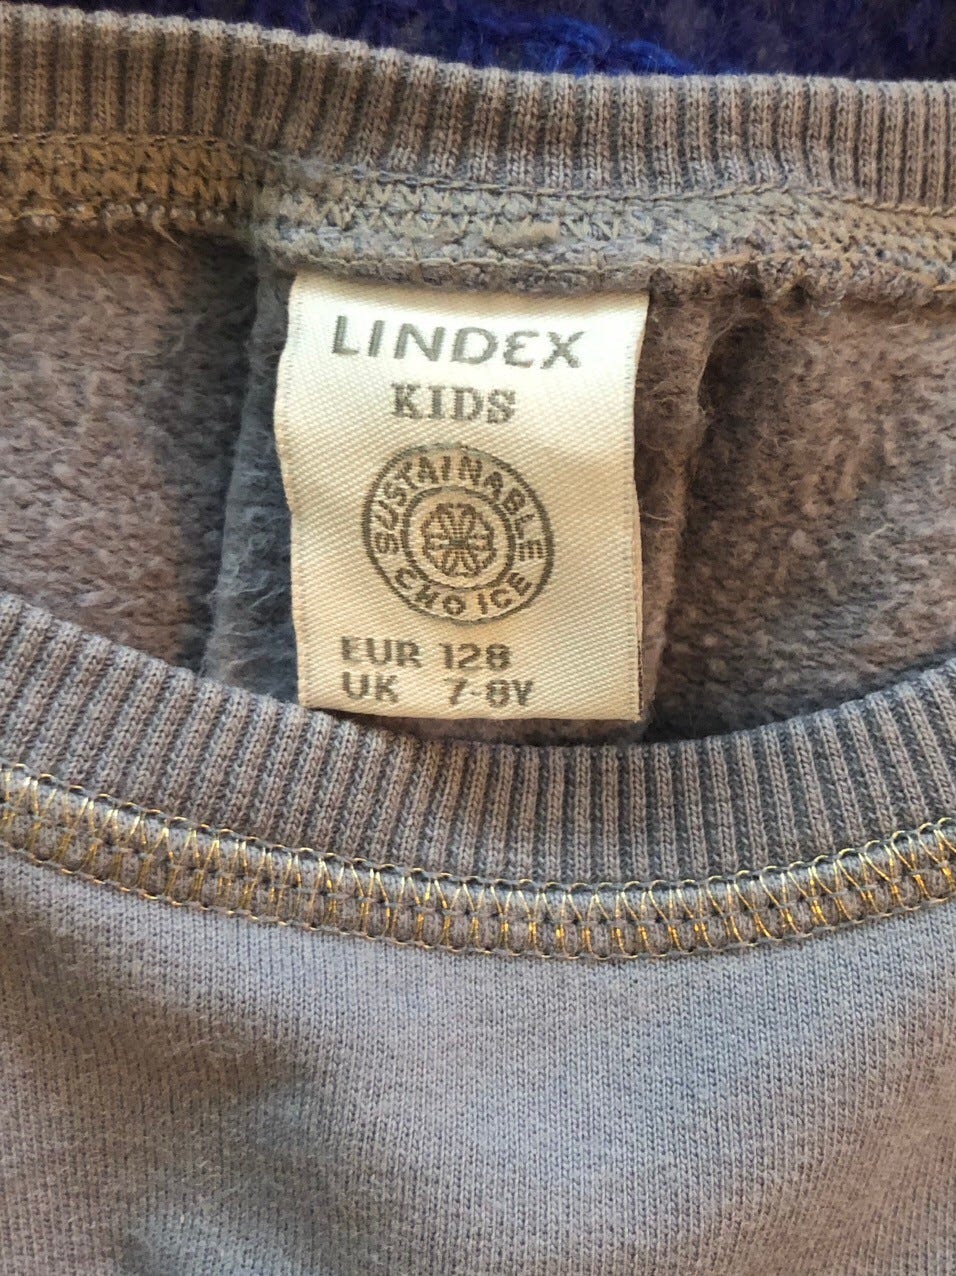 LINDEX
KIDS
SUSTAINABLE
CHOICE
EUR 128
UK 7-8Y